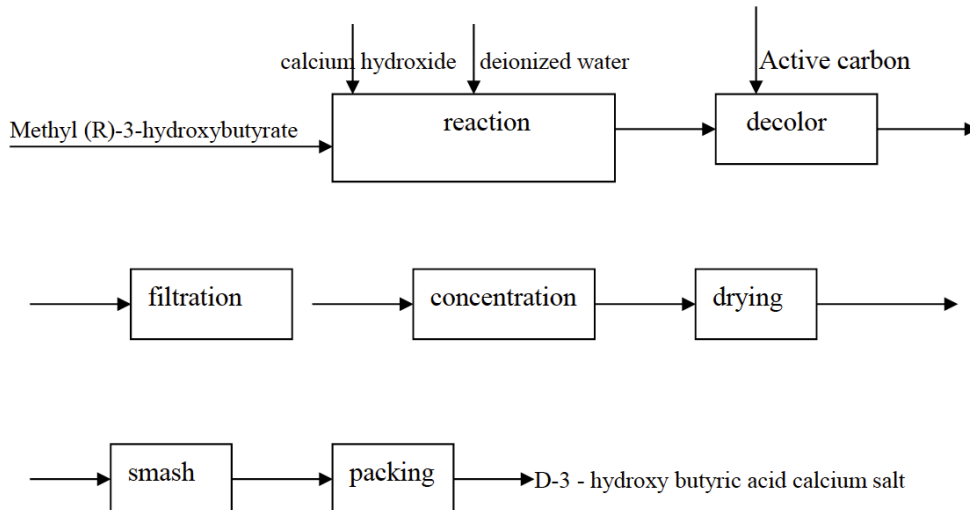 calcium hydroxide
deionized water
Active carbon
Methyl (R)-3-hydroxybutyrate
reaction
decolor
filtration
concentration
drying
smash
packing
D-3 - hydroxy butyric acid calcium salt